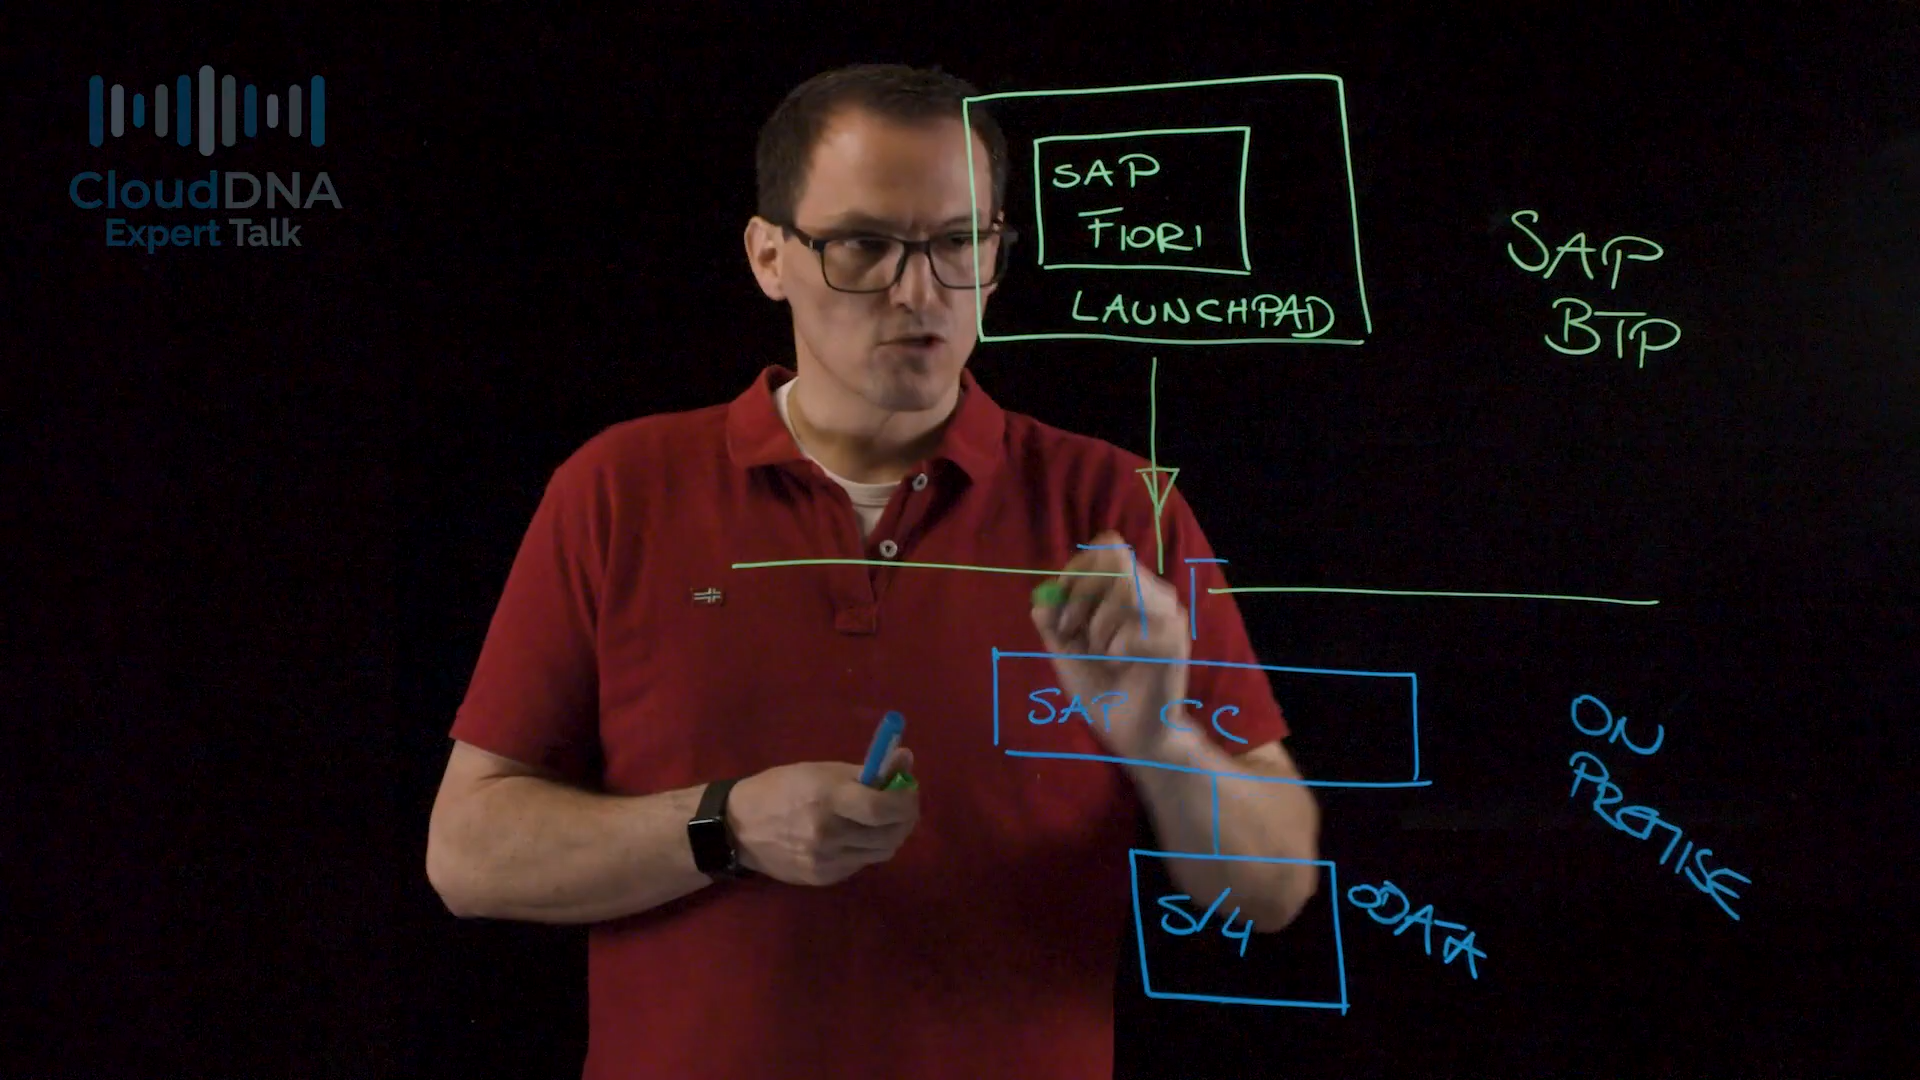 CloudDNA
Expert Talk
SAP
FIORI
LAUNCHPAD
SAP
BTP
SAP CC
ON
PREMISE
S/4
ODATA